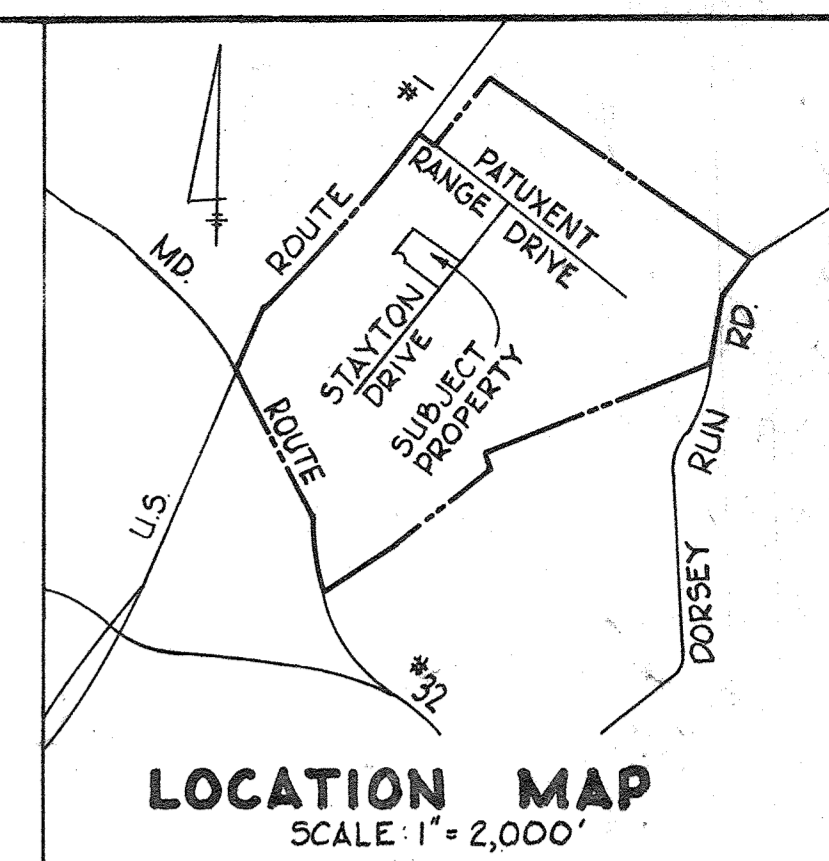 #1
PATUXENT
RANGE
DRIVE
ROUTE
MD.
STAYTON
DRIVE
SUBJECT
PROPERTY
RD.
ROUTE
RUN
U.S.
DORSEY
#32
LOCATION MAP
SCALE: 1" = 2,000'